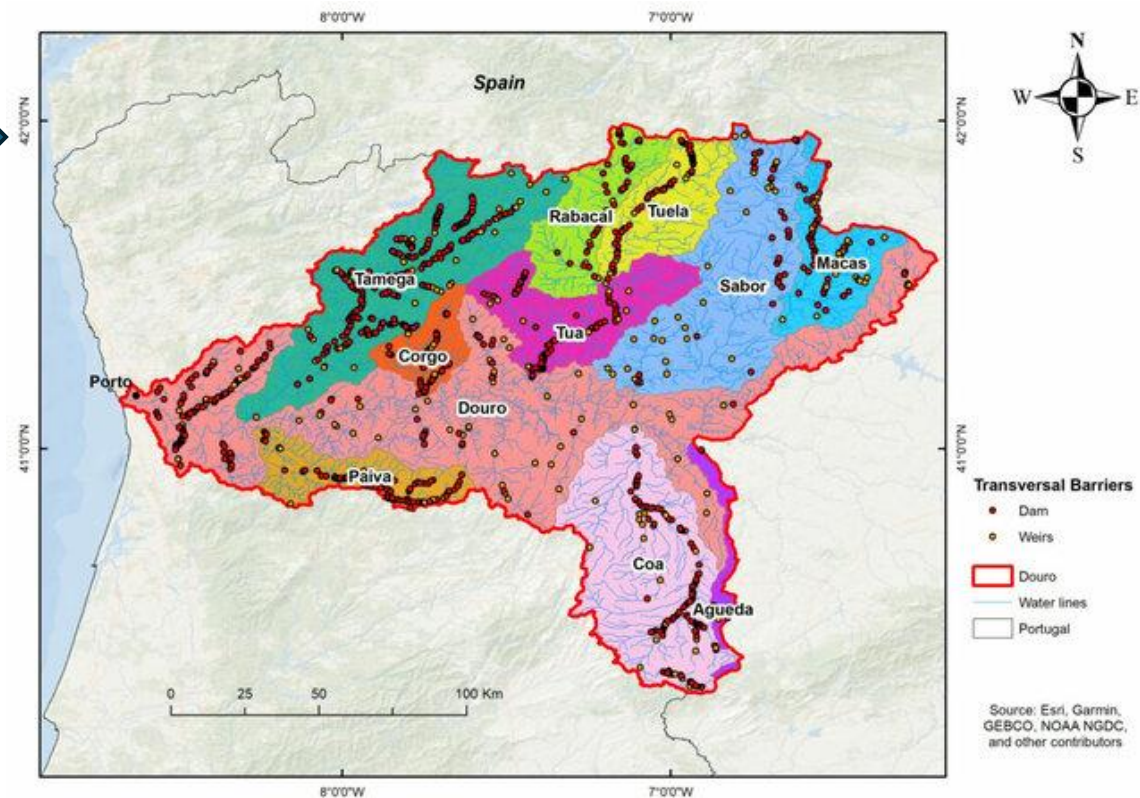 8°0'0"W
7°0'0"W
N
W
E
S
Spain
42°0'0"N
42°0'0"N
Rabacal
Tuela
Tamega
Macas
Sabor
Tua
Corgo
Porto
Douro
41°0'0"N
41°0'0"N
Paiva
Coa
Agueda
0 25 50 100 Km
Transversal Barriers
Dam
Weirs
Douro
Water lines
Portugal
Source: Esri, Garmin,
GEBCO, NOAA NGDC,
and other contributors
8°0'0"W
7°0'0"W